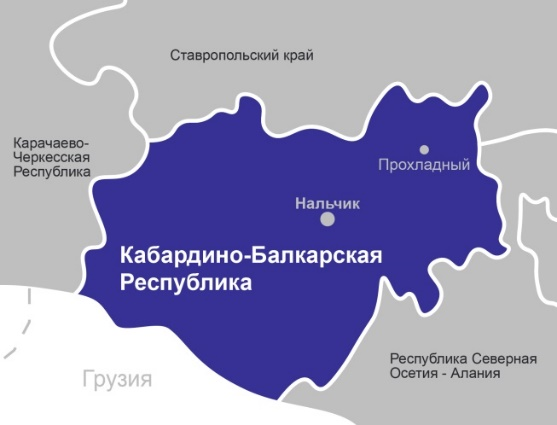 Ставропольский край
Карачаево-
Черкесская
Республика
Прохладный
Нальчик
Кабардино-Балкарская
Республика
Республика Северная
Осетия - Алания
Грузия